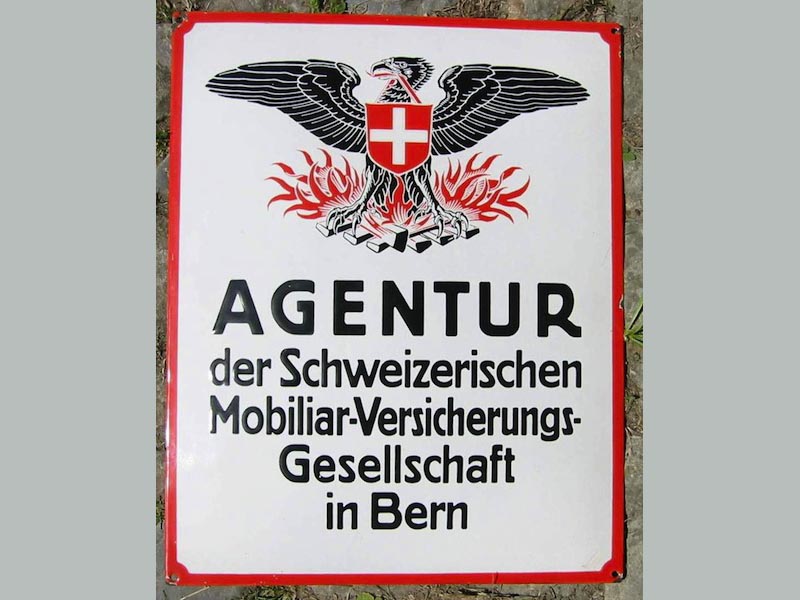 AGENTUR
der Schweizerischen
Mobiliar-Versicherungs-
Gesellschaft
in Bern